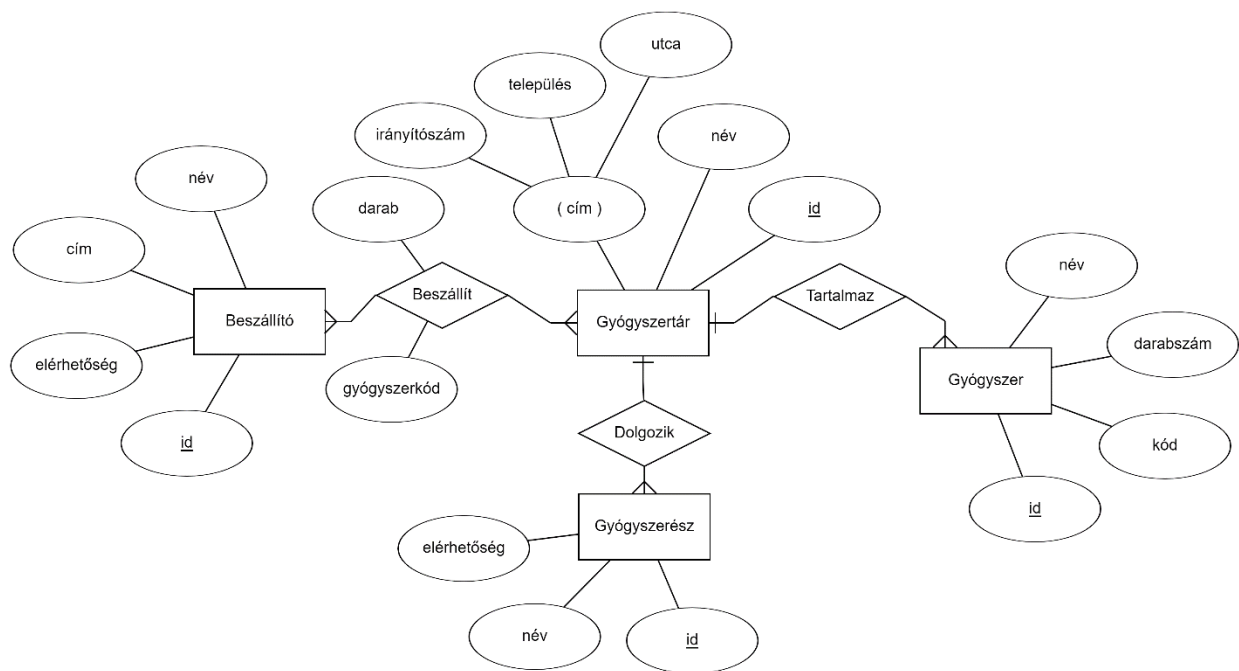 utca
település
irányítószám
név
név
darab
( cím )
id
cím
Beszállít
Tartalmaz
név
Beszállító
Gyógyszertár
darabszám
elérhetőség
gyógyszerkód
Gyógyszer
Dolgozik
id
kód
id
Gyógyszerész
elérhetőség
név
id